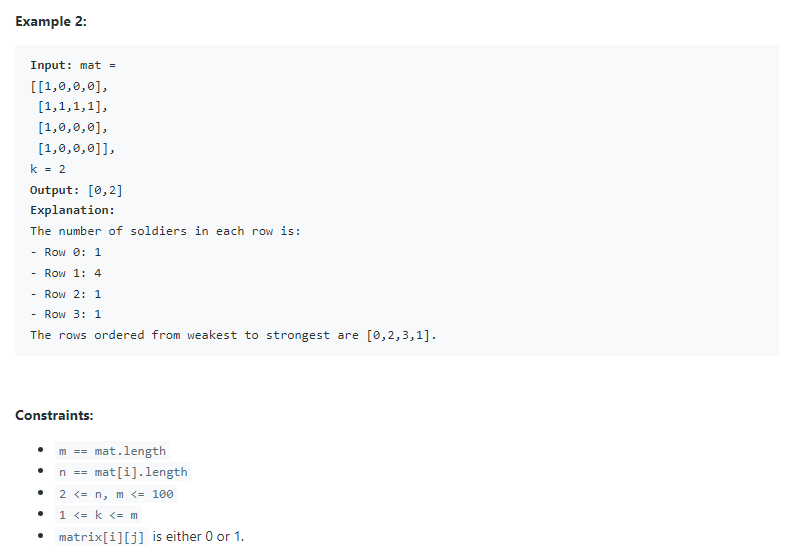 Example 2:
Input: mat =
[[1,0,0,0],
[1,1,1,1],
[1,0,0,0],
[1,0,0,0]],
k = 2
Output: [0,2]
Explanation:
The number of soldiers in each row is:
- Row 0: 1
- Row 1: 4
- Row 2: 1
- Row 3: 1
The rows ordered from weakest to strongest are [0,2,3,1].
Constraints:
• m == mat.length
• n == mat[i].length
• 2 <= n, m <= 100
• 1 <= k <= m
• matrix[i][j] is either 0 or 1.